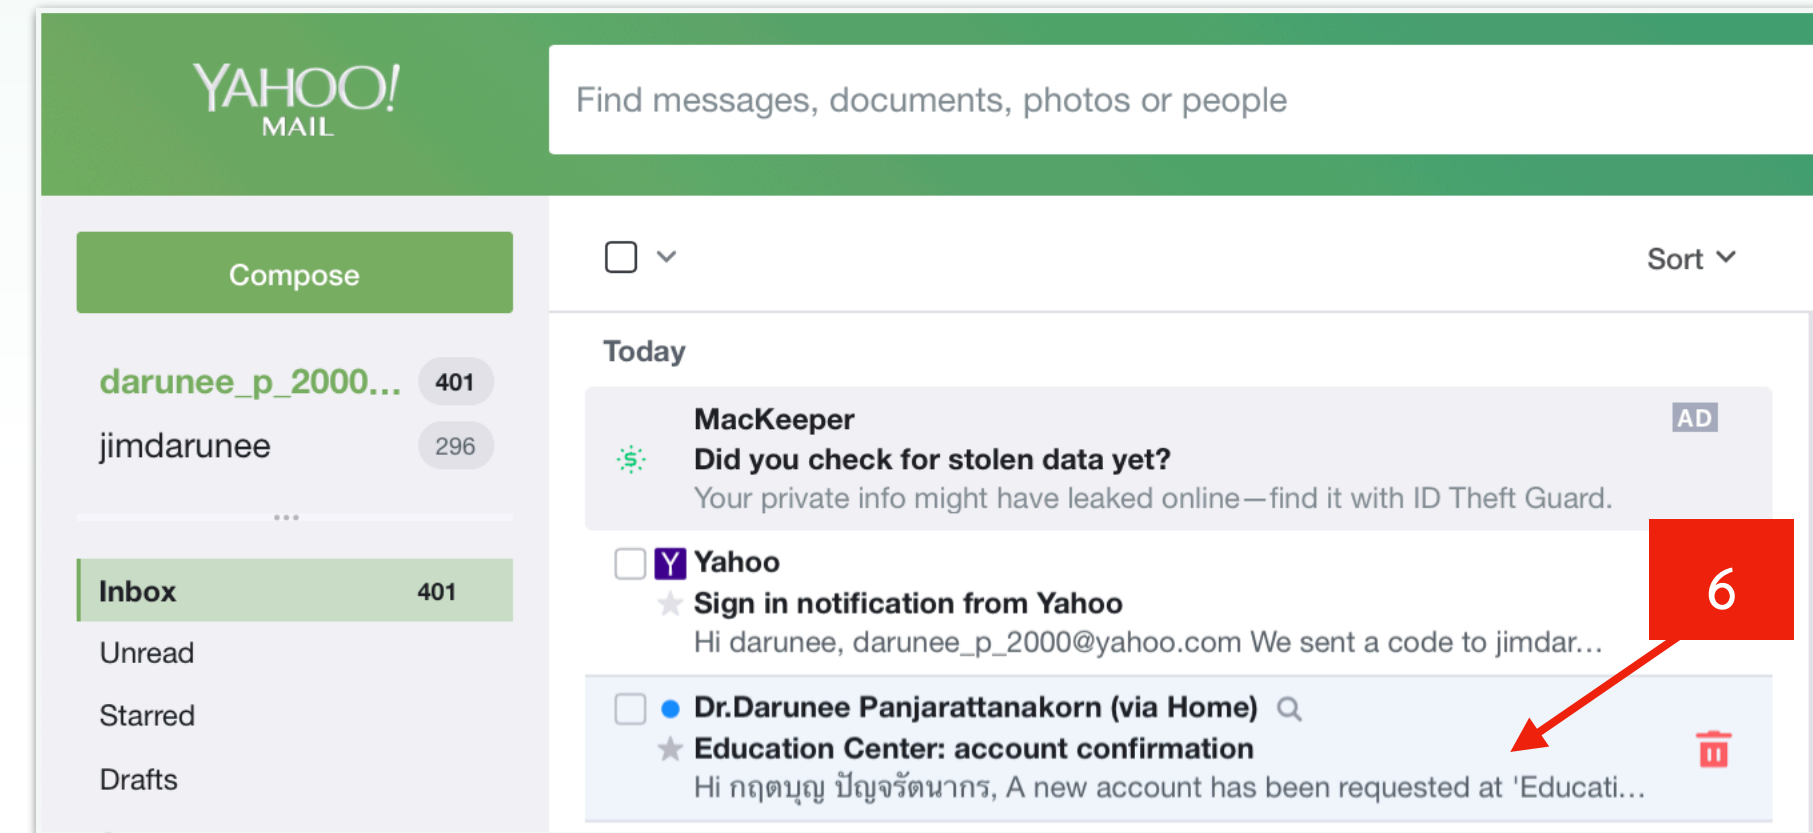 YAHOO!
MAIL
Find messages, documents, photos or people
Compose
Sort
darunee_p_2000... 401
jimdarunee 296
Inbox 401
Unread
Starred
Drafts
Today
MacKeeper AD
Did you check for stolen data yet?
Your private info might have leaked online—find it with ID Theft Guard.
Y Yahoo
Sign in notification from Yahoo
Hi darunee, darunee_p_2000@yahoo.com We sent a code to jimdar...
6
Dr.Darunee Panjarattanakorn (via Home)
Education Center: account confirmation
Hi กฤตบุญ ปัญจรัตนากร, A new account has been requested at 'Educati...